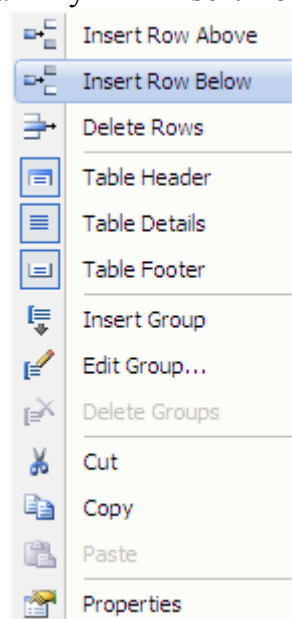 Insert Row Above
Insert Row Below
Delete Rows
Table Header
Table Details
Table Footer
Insert Group
Edit Group...
Delete Groups
Cut
Copy
Paste
Properties